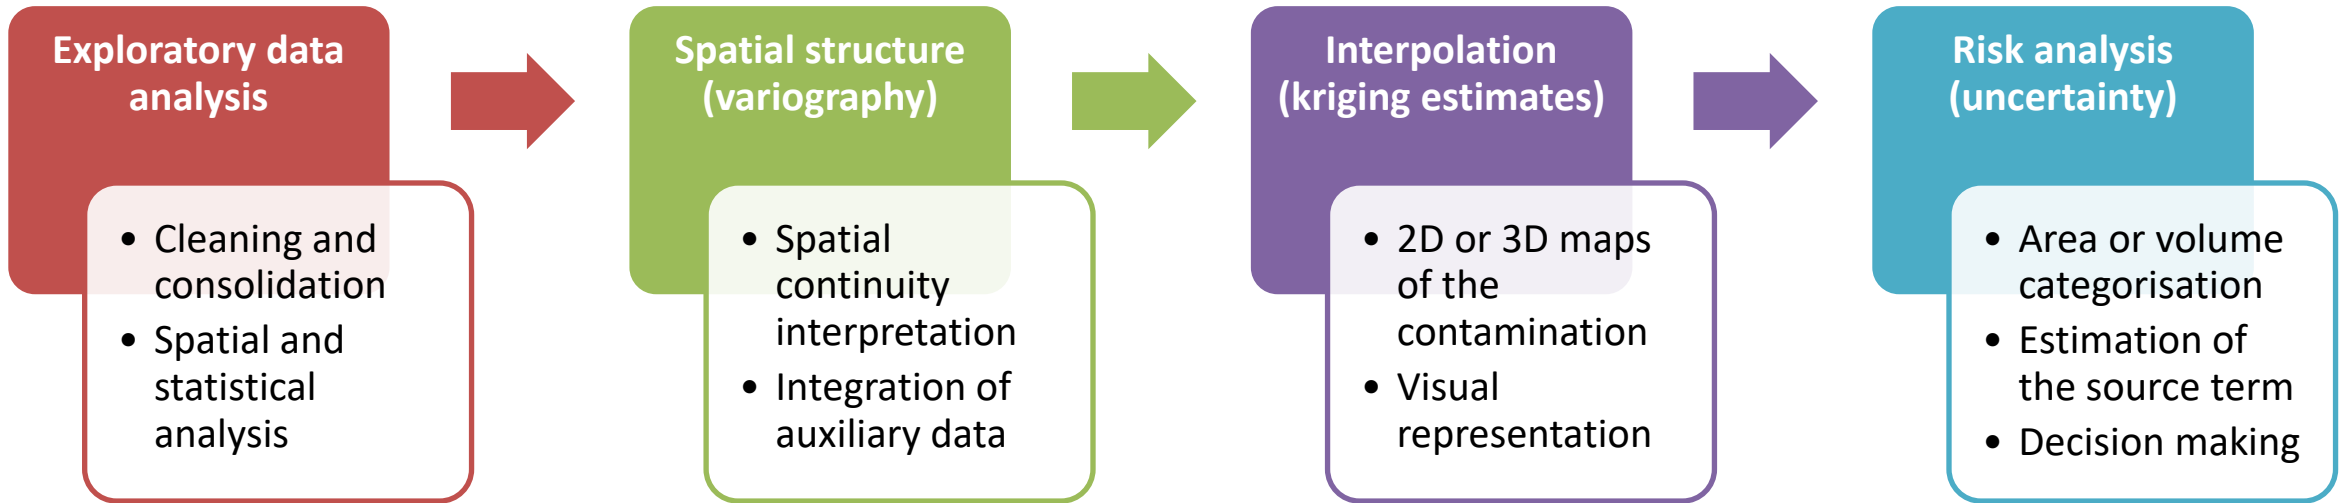 Exploratory data
analysis
• Cleaning and
consolidation
• Spatial and
statistical
analysis
Spatial structure
(variography)
• Spatial
continuity
interpretation
• Integration of
auxiliary data
Interpolation
(kriging estimates)
• 2D or 3D maps
of the
contamination
• Visual
representation
Risk analysis
(uncertainty)
• Area or volume
categorisation
• Estimation of
the source term
• Decision making